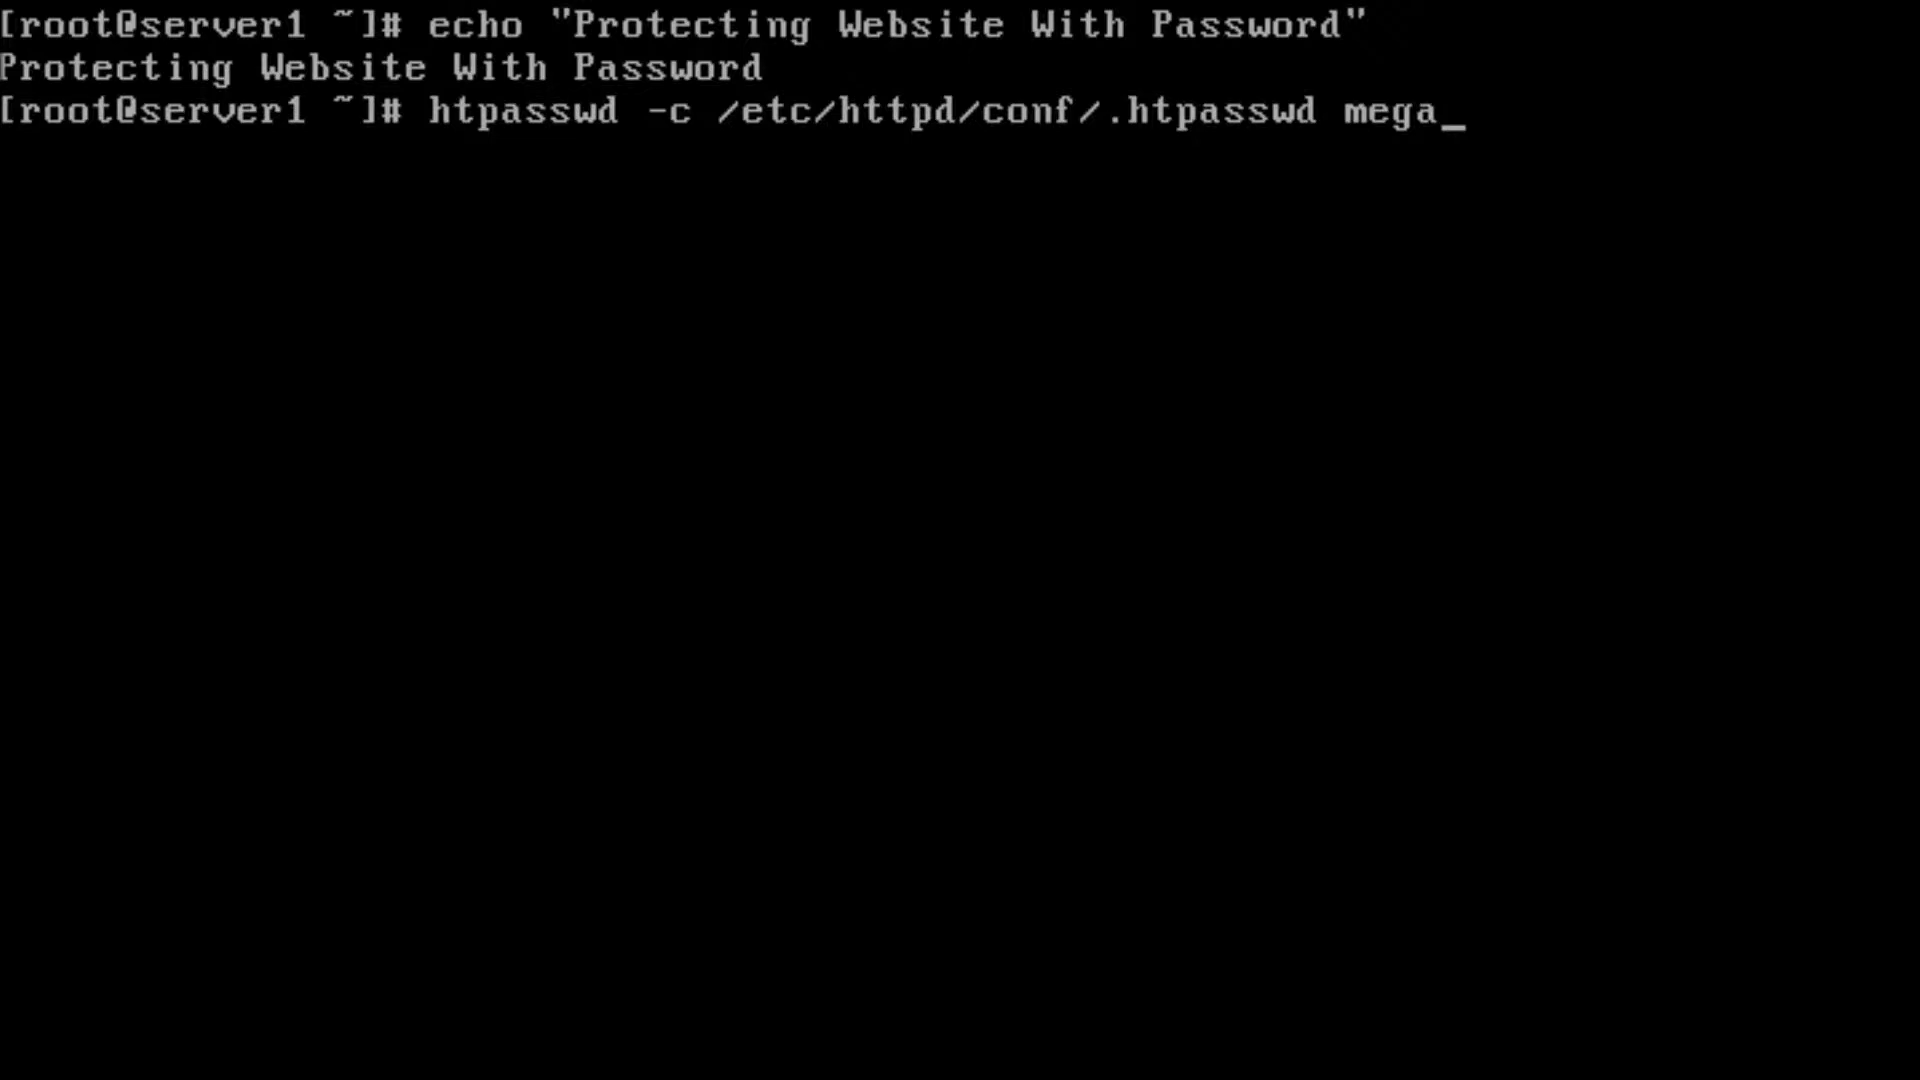 [root@server1 ~]# echo "Protecting Website With Password"
Protecting Website With Password
[root@server1 ~]# htpasswd -c /etc/httpd/conf/.htpasswd mega_